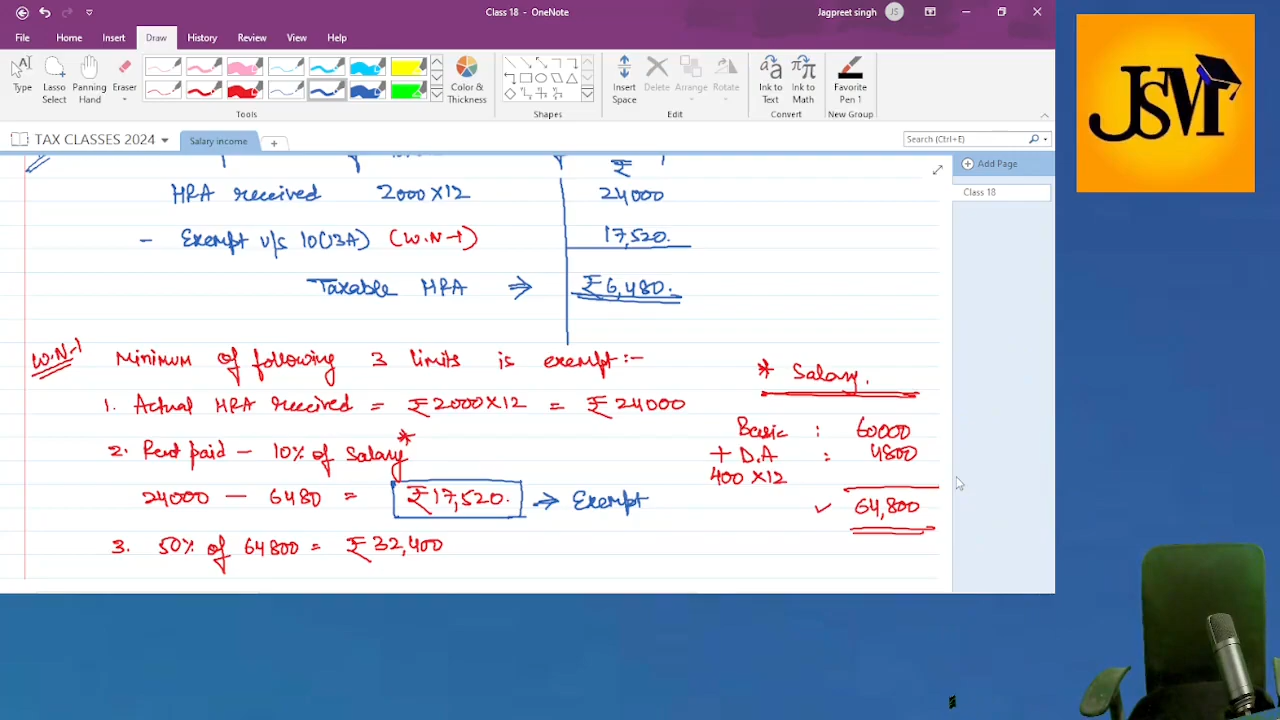 Class 18 - OneNote
Jagpreet singh JS
File Home Insert Draw History Review View Help
Type Lasso Select Panning Hand Eraser Color & Thickness Insert Space Delete Arrange Rotate Ink to Text Ink to Math Favorite Pen 1
Tools Shapes Edit Convert New Group
TAX CLASSES 2024 Salary income + Search (Ctrl+E)
Add Page
Class 18
JSM
₹
HRA received 2000×12 24000
- Exempt u/s 10(13A) (W.N-1) 17,520.
Taxable HRA ⇒ ₹6,480.
W.N-1 Minimum of following 3 limits is exempt:-
1. Actual HRA received = ₹2000×12 = ₹24000
2. Rent paid - 10% of Salary*
24000 - 6480 = ₹17,520. → Exempt
3. 50% of 64800 = ₹32,400
* Salary.
Basic : 60000
+ D.A : 4800
400 ×12
✓ 64,800